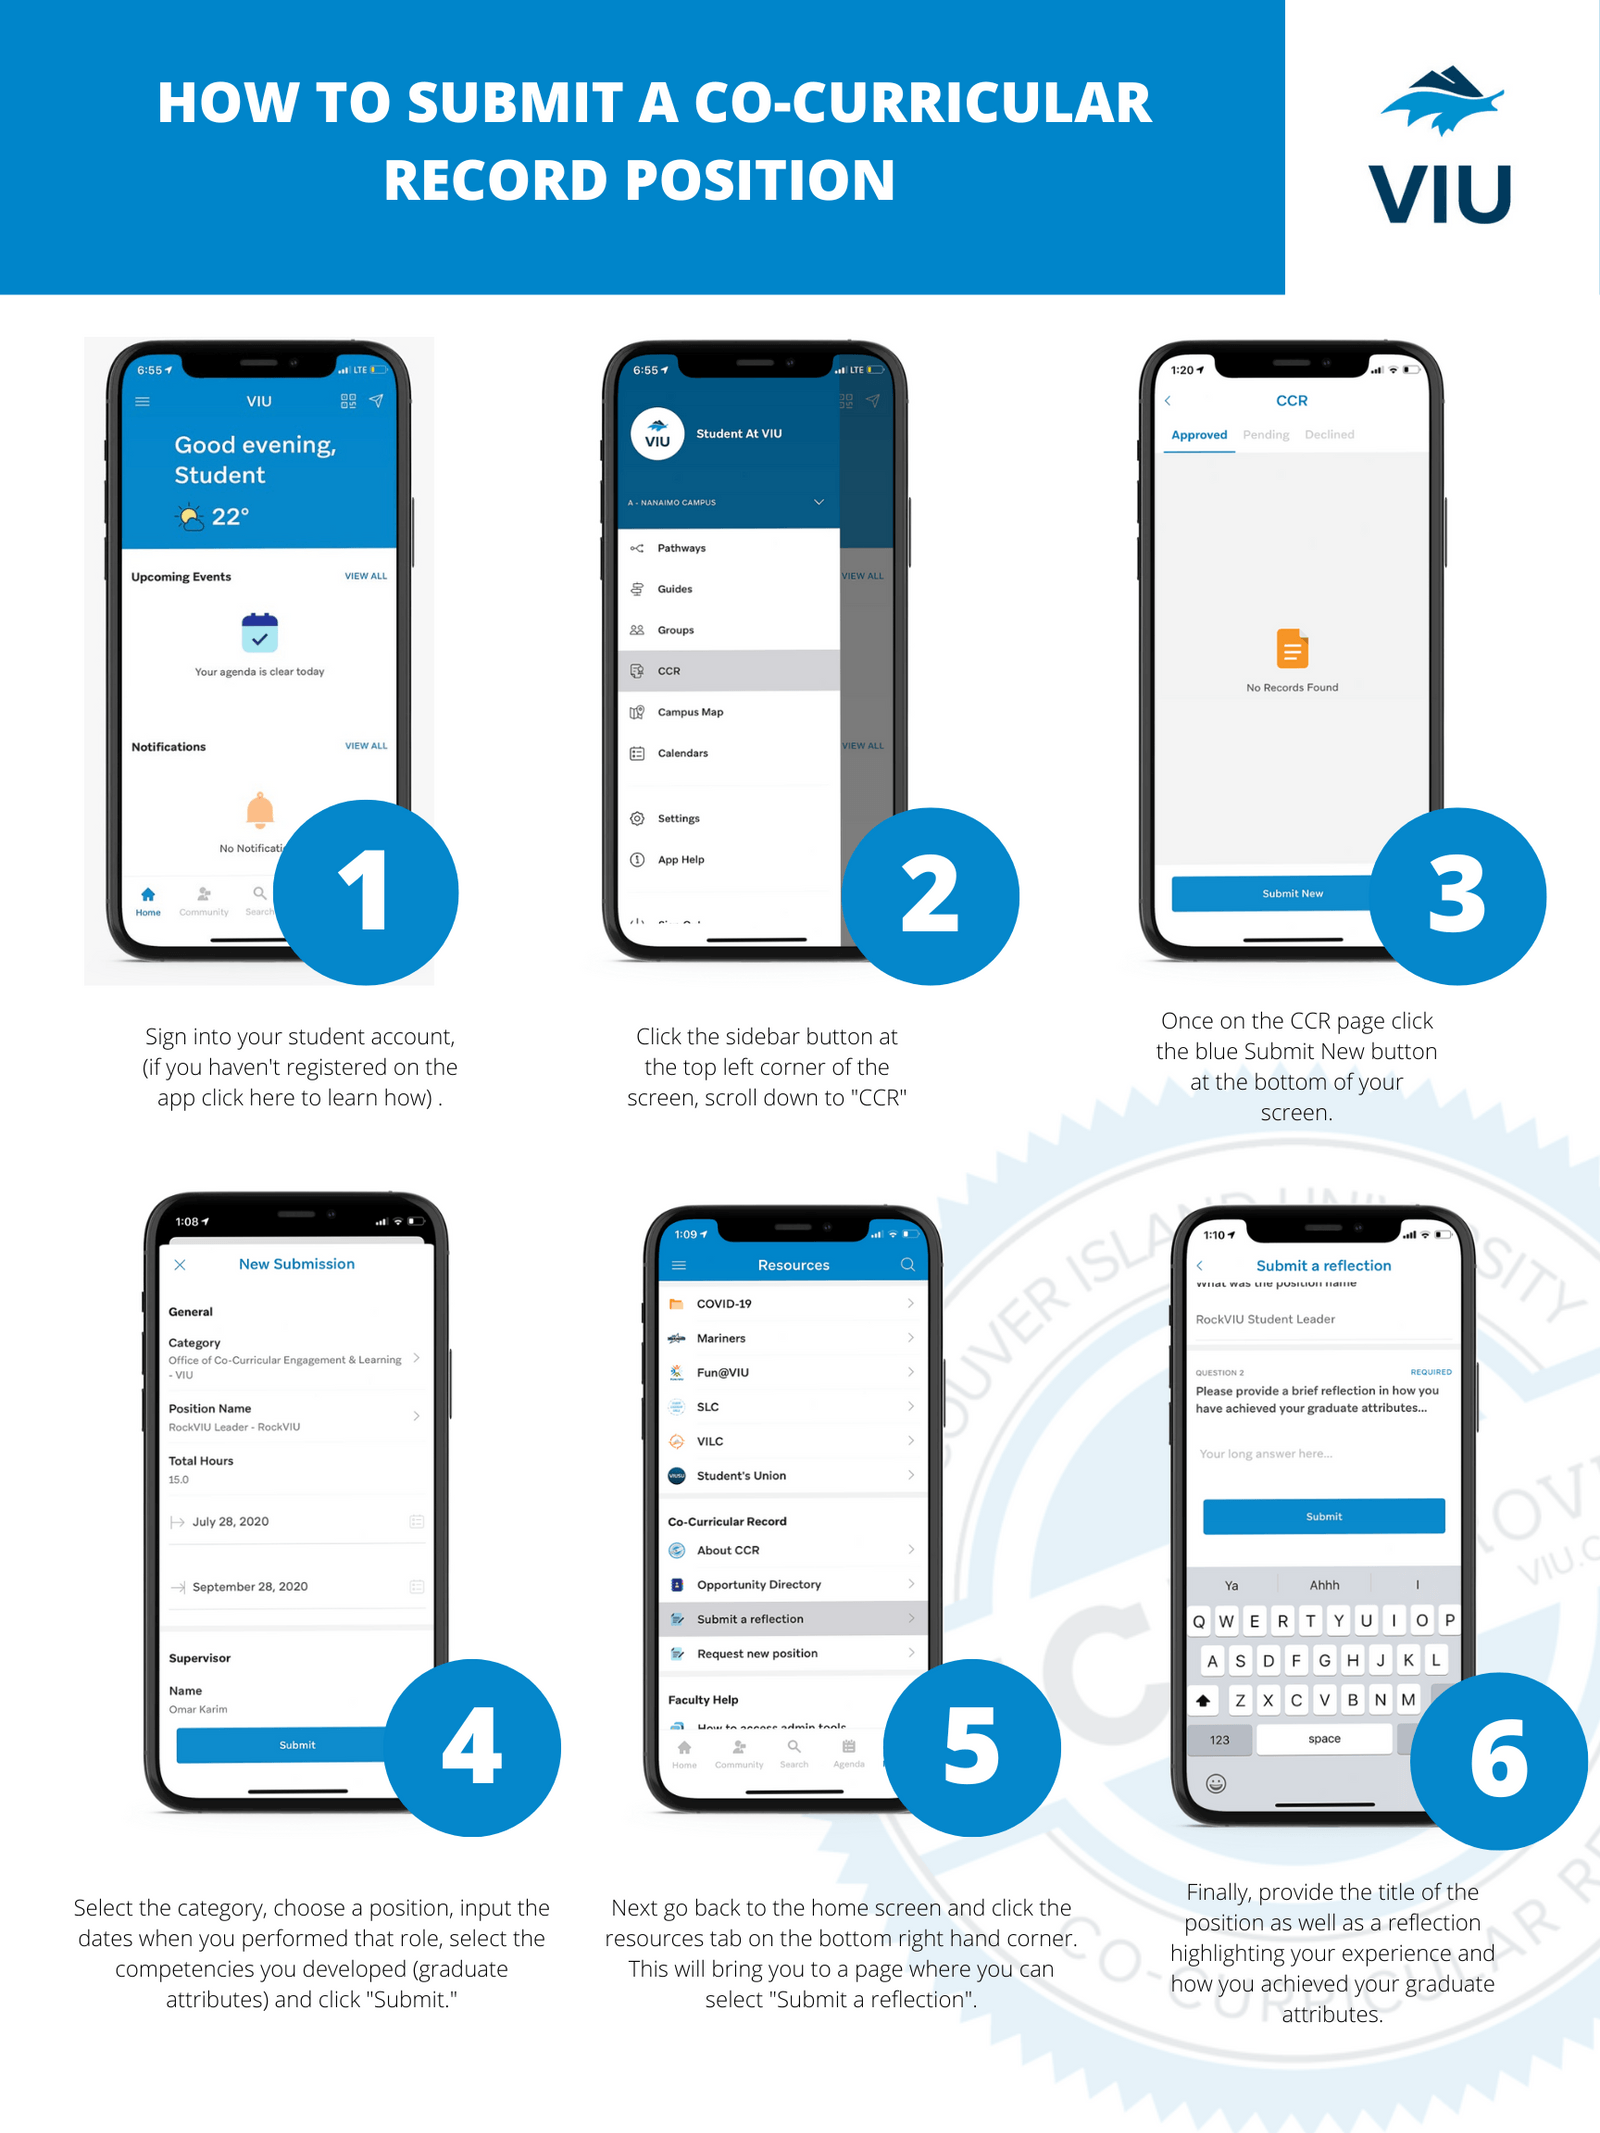 HOW TO SUBMIT A CO-CURRICULAR
RECORD POSITION
VIU
6:55
LTE
VIU
Good evening,
Student
22°
Upcoming Events
VIEW ALL
Your agenda is clear today
Notifications
VIEW ALL
No
Home
Community
Search
1
Sign into your student account,
(if you haven't registered on the
app click here to learn how) .
6:55
LTE
VIU
Student At VIU
A - NANAIMO CAMPUS
Pathways
Guides
VIEW ALL
Groups
CCR
Campus Map
Calendars
VIEW ALL
Settings
App Help
2
Click the sidebar button at
the top left corner of the
screen, scroll down to "CCR"
1:20
CCR
Approved Pending Declined
No Records Found
Submit New
3
Once on the CCR page click
the blue Submit New button
at the bottom of your
screen.
1:08
New Submission
General
Category
Office of Co-Curricular Engagement & Learning
- VIU
Position Name
RockVIU Leader - RockVIU
Total Hours
15.0
July 28, 2020
September 28, 2020
Supervisor
Name
Omar Karim
Submit
4
Select the category, choose a position, input the
dates when you performed that role, select the
competencies you developed (graduate
attributes) and click "Submit."
1:09
Resources
COVID-19
Mariners
Fun@VIU
SLC
VILC
Student's Union
Co-Curricular Record
About CCR
Opportunity Directory
Submit a reflection
Request new position
Faculty Help
How to access admin tools
Home
Community
Search
Agenda
5
Next go back to the home screen and click the
resources tab on the bottom right hand corner.
This will bring you to a page where you can
select "Submit a reflection".
1:10
Submit a reflection
What was the position name
RockVIU Student Leader
QUESTION 2
REQUIRED
Please provide a brief reflection in how you
have achieved your graduate attributes...
Your long answer here...
Submit
Ya Ahhh I
Q W E R T Y U I O P
A S D F G H J K L
Z X C V B N M
123 space
6
Finally, provide the title of the
position as well as a reflection
highlighting your experience and
how you achieved your graduate
attributes.
CO-CURRICULAR